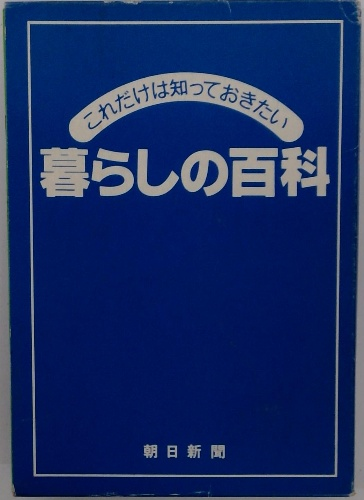 これだけは知っておきたい
暮らしの百科
朝日新聞